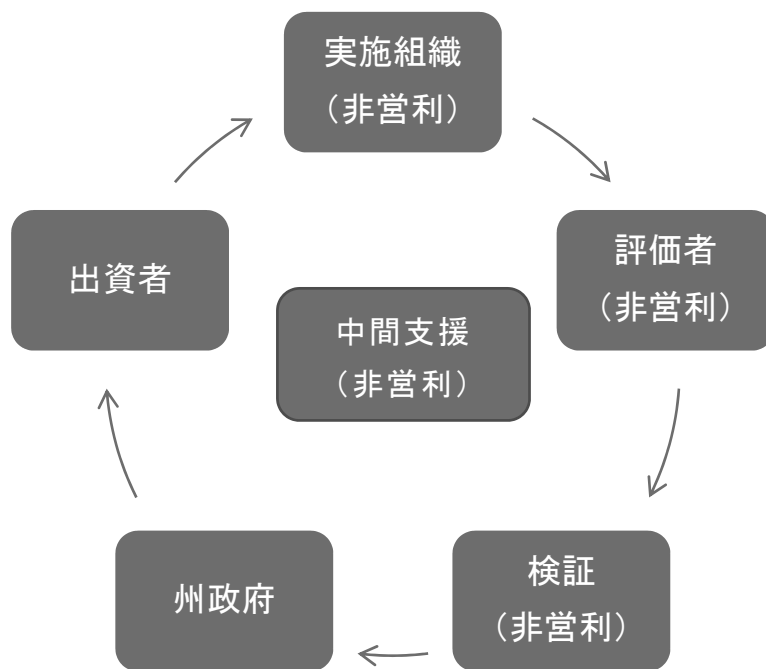 実施組織
（非営利）
出資者
評価者
（非営利）
中間支援
（非営利）
州政府
検証
（非営利）